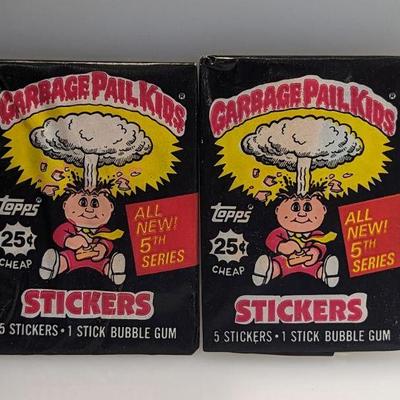 GARBAGE PAIL KIDS ®
topps
25¢
CHEAP
ALL
NEW!
5TH
SERIES
STICKERS
5 STICKERS • 1 STICK BUBBLE GUM
GARBAGE PAIL KIDS ®
topps
25¢
CHEAP
ALL
NEW!
5TH
SERIES
STICKERS
5 STICKERS • 1 STICK BUBBLE GUM